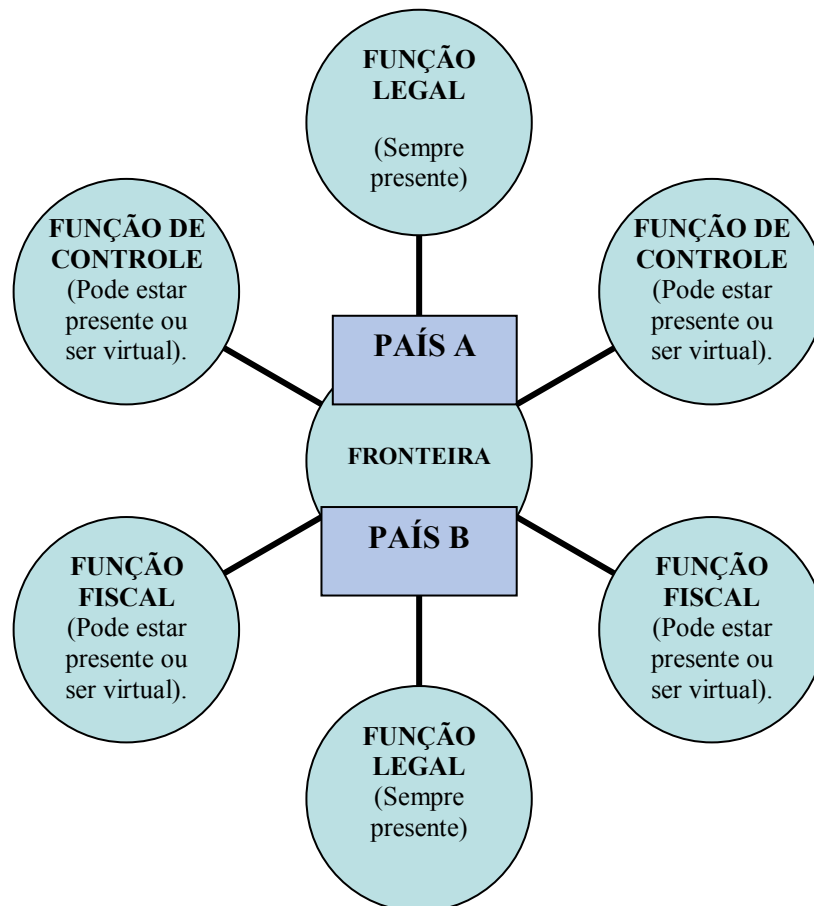 FUNÇÃO
LEGAL
(Sempre
presente)
FUNÇÃO DE
CONTROLE
(Pode estar
presente ou
ser virtual).
FUNÇÃO DE
CONTROLE
(Pode estar
presente ou
ser virtual).
PAÍS A
FRONTEIRA
PAÍS B
FUNÇÃO
FISCAL
(Pode estar
presente ou
ser virtual).
FUNÇÃO
FISCAL
(Pode estar
presente ou
ser virtual).
FUNÇÃO
LEGAL
(Sempre
presente)